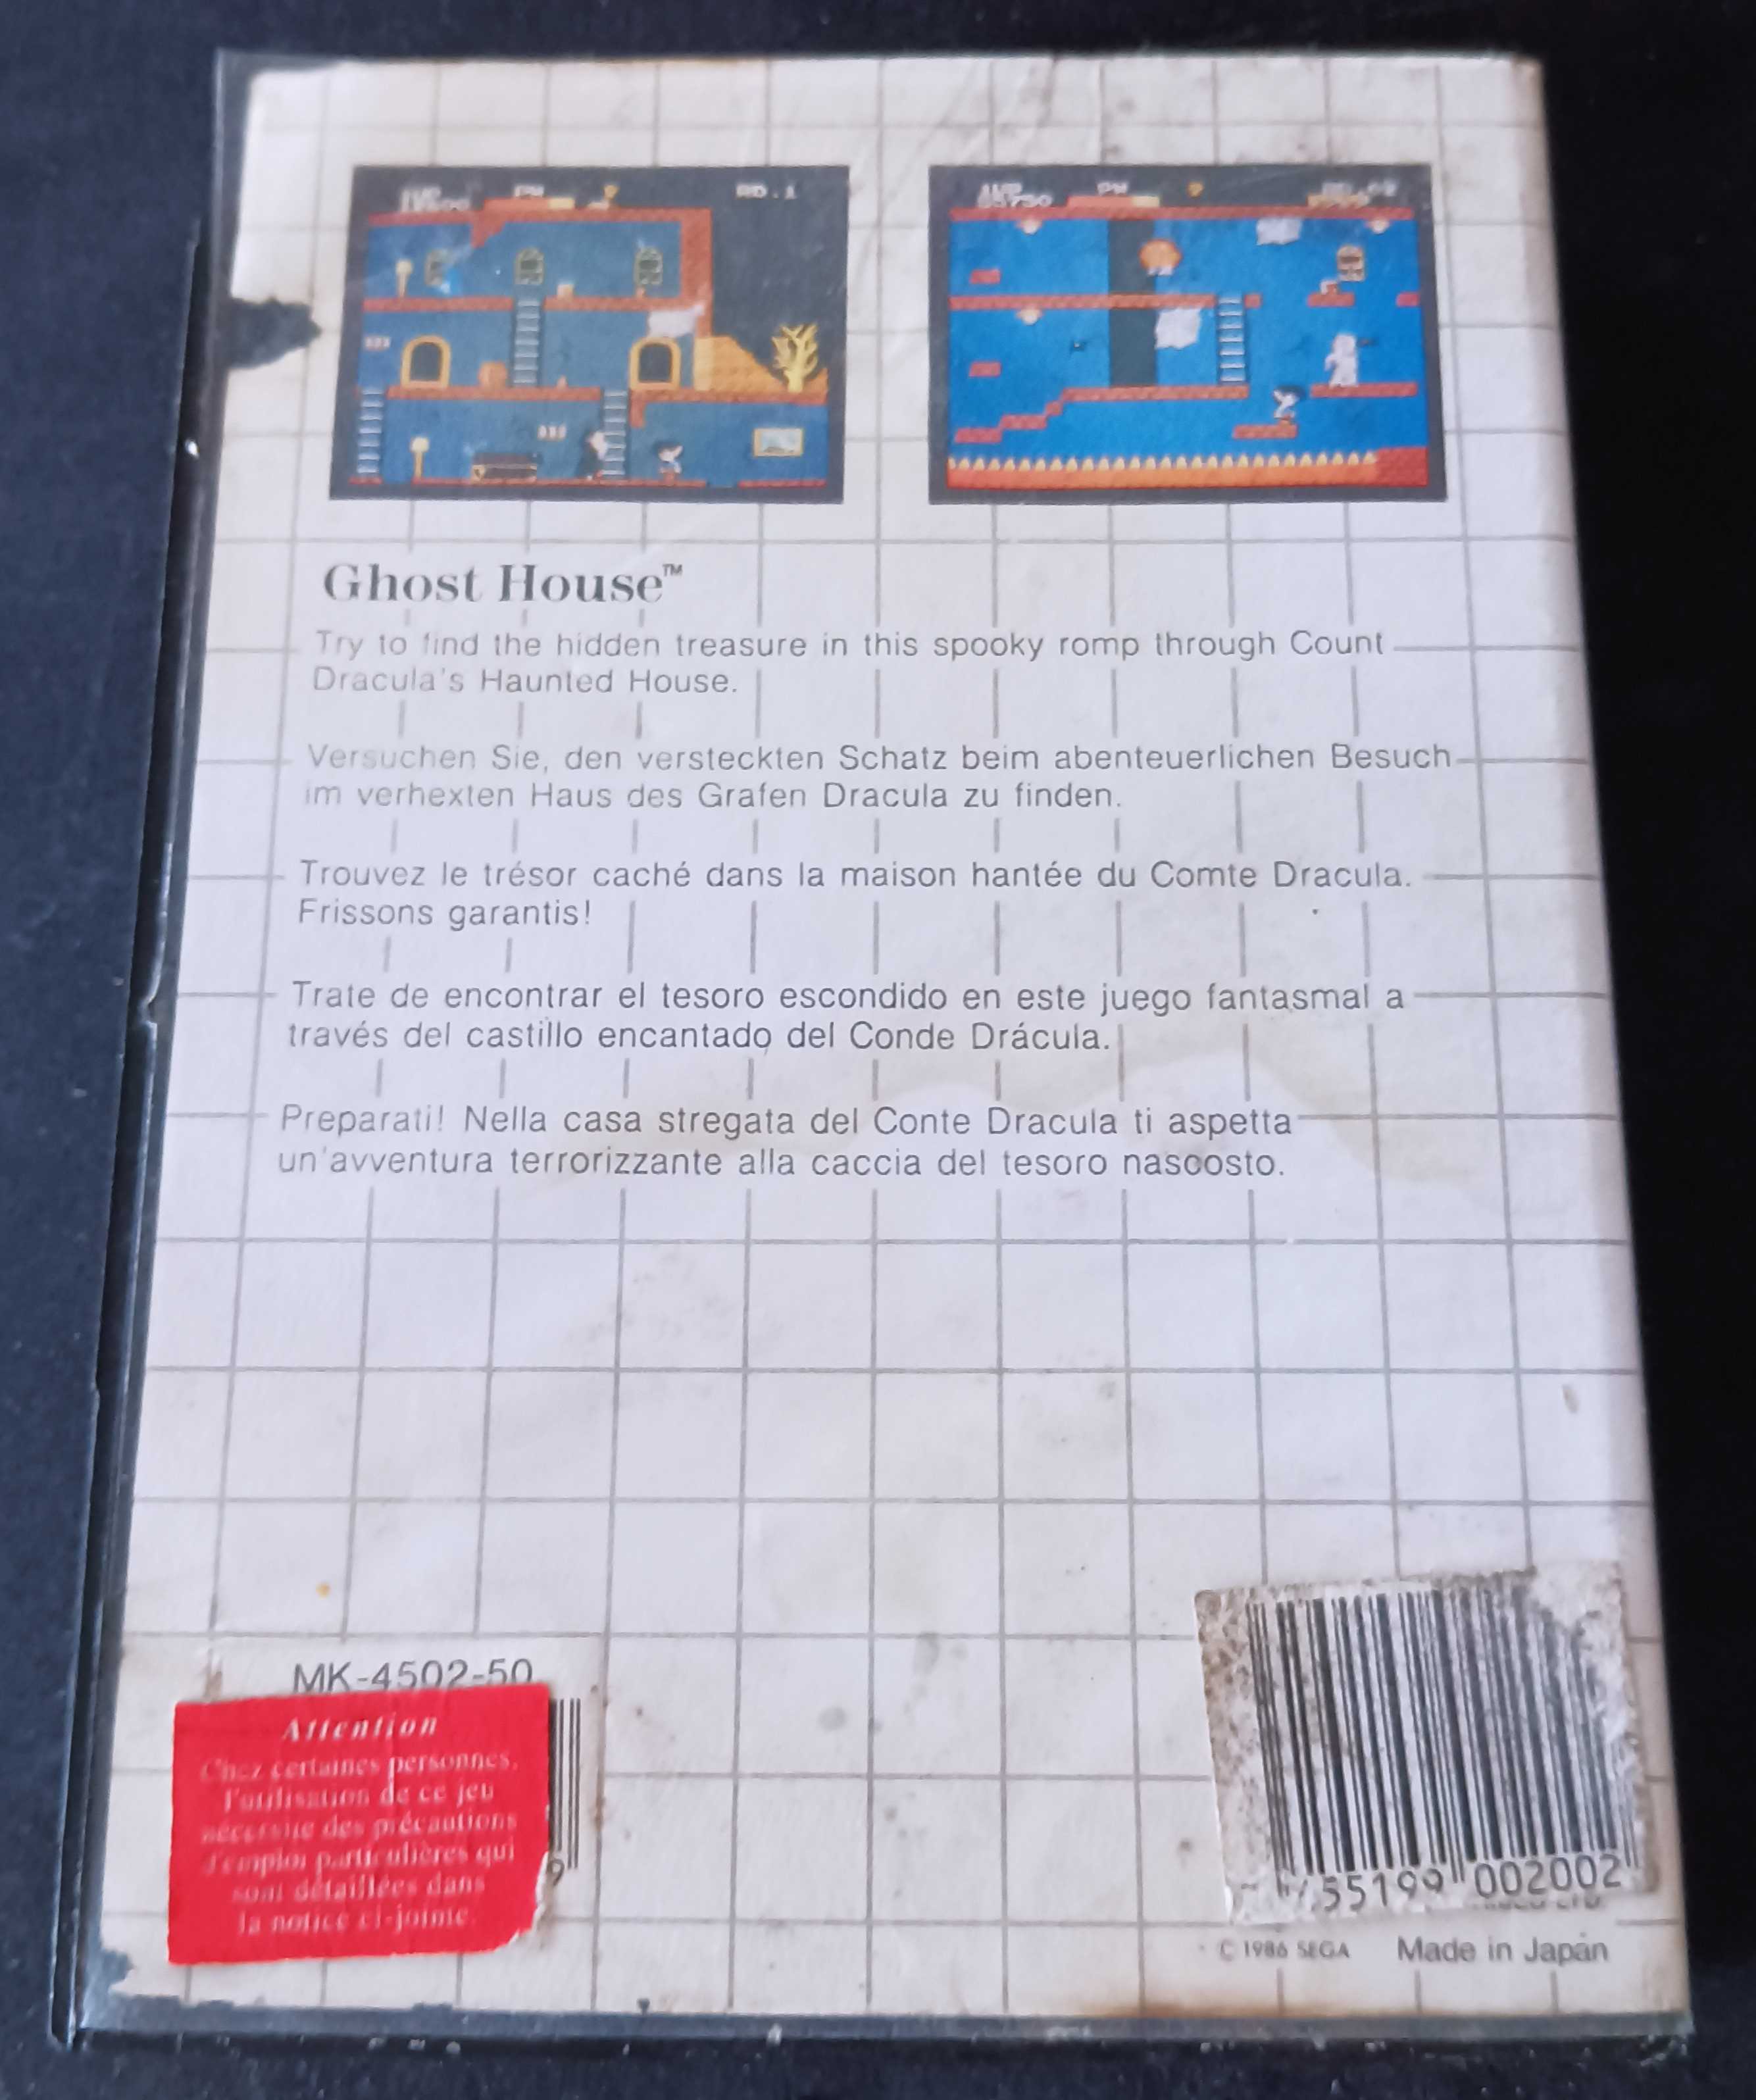 RD. 1
Ghost House™
Try to find the hidden treasure in this spooky romp through Count
Dracula's Haunted House.
Versuchen Sie, den versteckten Schatz beim abenteuerlichen Besuch
im verhexten Haus des Grafen Dracula zu finden.
Trouvez le trésor caché dans la maison hantée du Comte Dracula.
Frissons garantis!
Trate de encontrar el tesoro escondido en este juego fantasmal a
través del castillo encantado del Conde Drácula.
Preparati! Nella casa stregata del Conte Dracula ti aspetta
un'avventura terrorizzante alla caccia del tesoro nascosto.
MK-4502-50
Attention
Chez certaines personnes,
l'utilisation de ce jeu
nécessite des précautions
d'emploi particulières qui
sont détaillées dans
la notice ci-jointe.
9
55199 002002
© 1986 SEGA Made in Japan